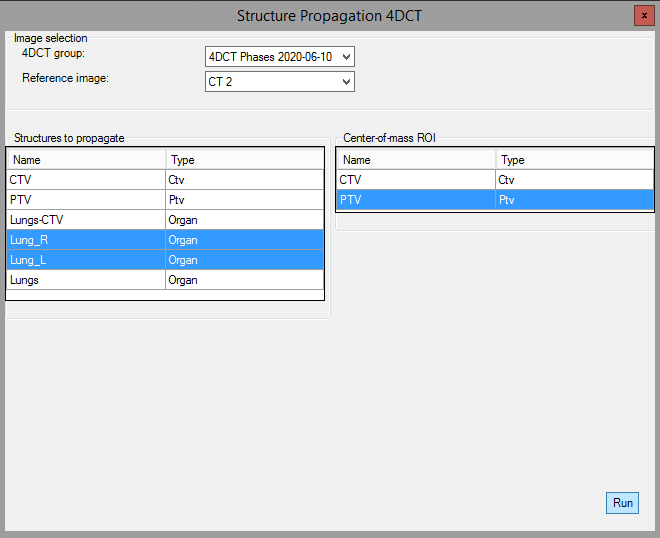 Structure Propagation 4DCT
x
Image selection
4DCT group:
4DCT Phases 2020-06-10
Reference image:
CT 2
Structures to propagate
Name Type
CTV Ctv
PTV Ptv
Lungs-CTV Organ
Lung_R Organ
Lung_L Organ
Lungs Organ
Center-of-mass ROI
Name Type
CTV Ctv
PTV Ptv
Run